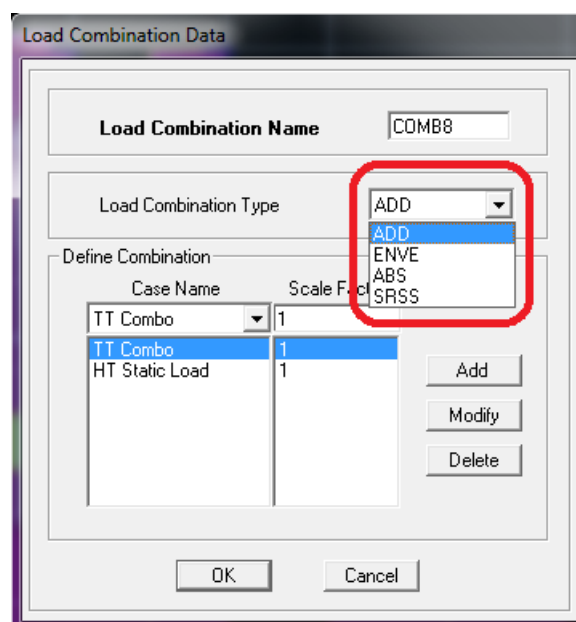 Load Combination Data
Load Combination Name COMB8
Load Combination Type ADD
ADD
ENVE
ABS
SRSS
Define Combination
Case Name Scale
TT Combo 1
TT Combo 1
HT Static Load 1
Add
Modify
Delete
OK Cancel